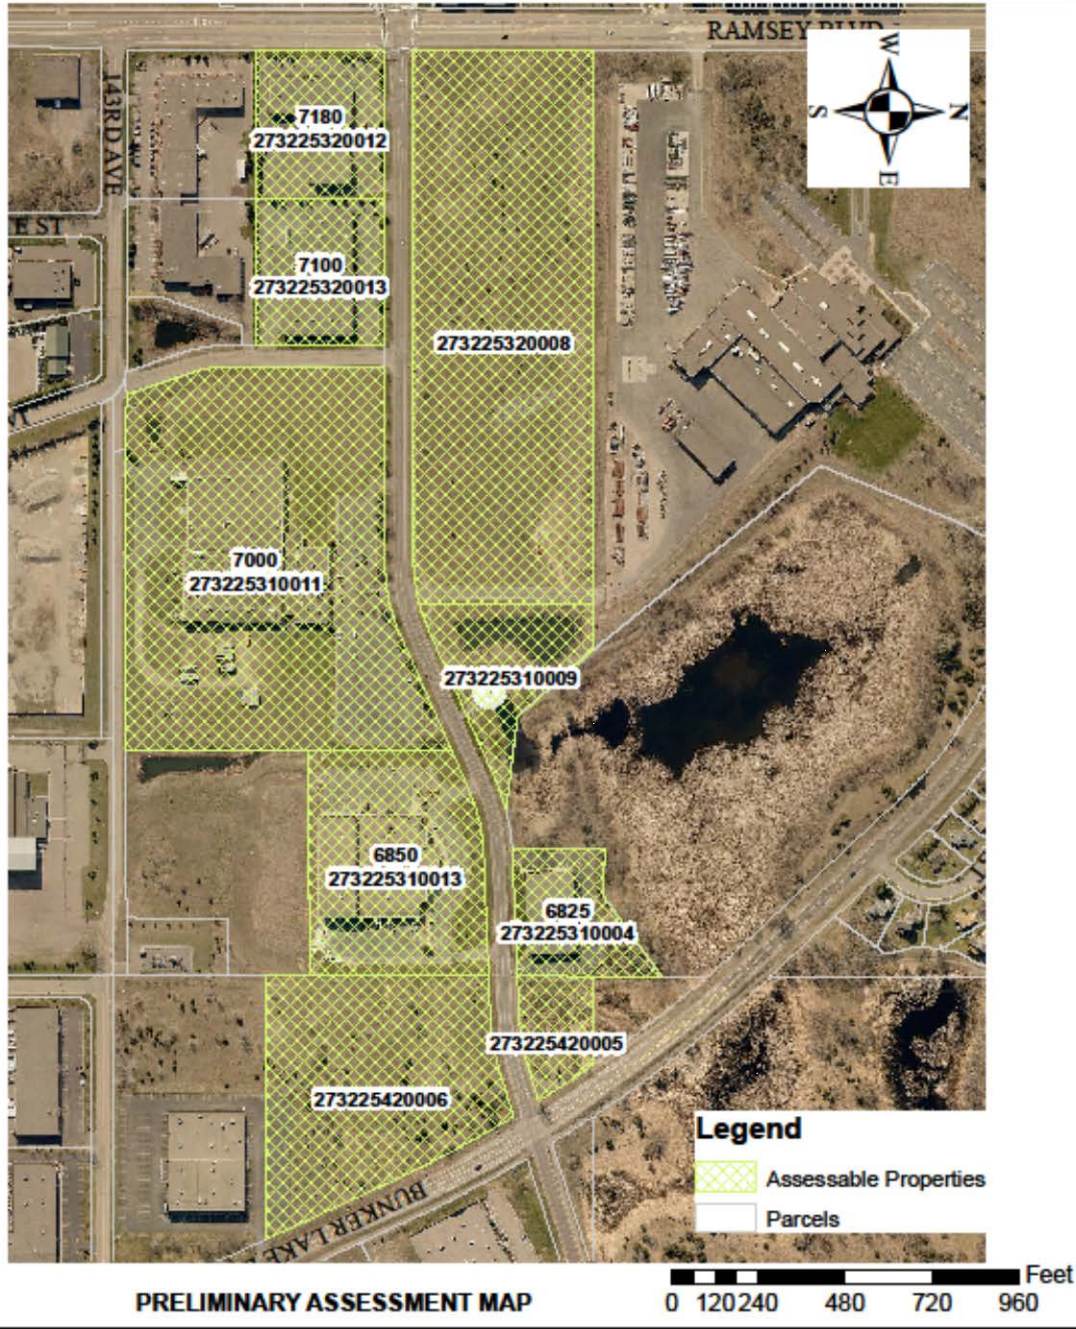 RAMSEY BLVD
W
N
S
E
143RD AVE
E ST
7180
273225320012
7100
273225320013
273225320008
7000
273225310011
273225310009
6850
273225310013
6825
273225310004
273225420005
273225420006
BUNKER LAKE
Legend
Assessable Properties
Parcels
PRELIMINARY ASSESSMENT MAP
Feet
0 120 240 480 720 960